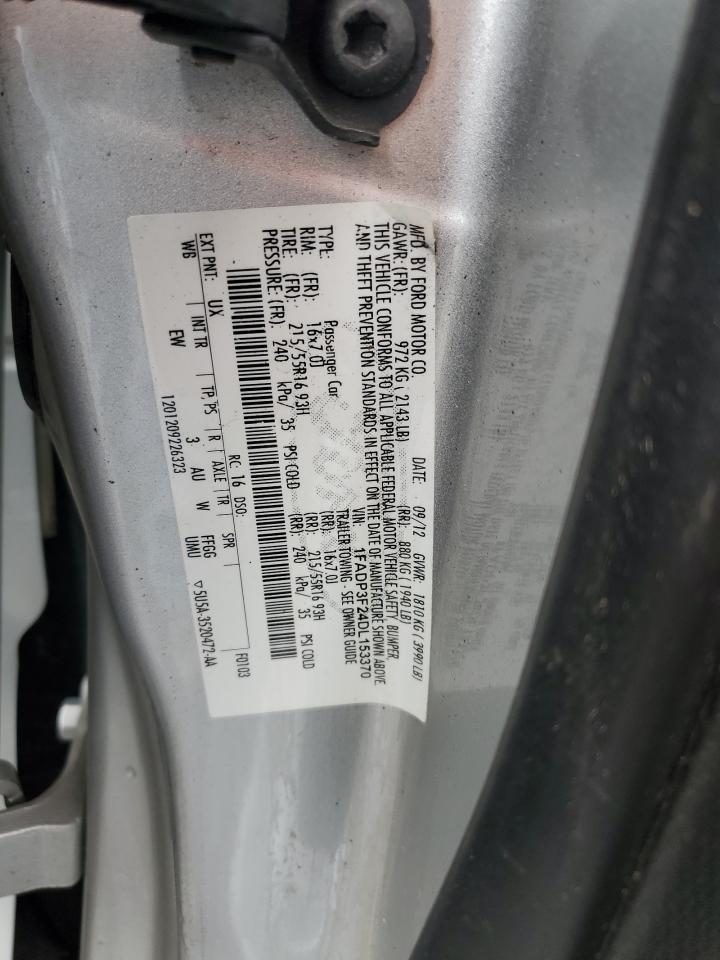 MFD. BY FORD MOTOR CO. DATE: 09/12 GVWR: 1810 KG ( 3990 LB)
GAWR: (FR): 972 KG ( 2143 LB) (RR): 880 KG ( 1940 LB)
THIS VEHICLE CONFORMS TO ALL APPLICABLE FEDERAL MOTOR VEHICLE SAFETY, BUMPER
AND THEFT PREVENTION STANDARDS IN EFFECT ON THE DATE OF MANUFACTURE SHOWN ABOVE
VIN: 1FADP3F24DL153370
TYPE: Passenger Car TRAILER TOWING - SEE OWNER GUIDE
RIM: (FR): 16x7.0J (RR): 16x7.0J
TIRE: (FR): 215/55R16 93H (RR): 215/55R16 93H
PRESSURE: (FR): 240 kPa/ 35 PSI COLD (RR): 240 kPa/ 35 PSI COLD
RC: 16 DSO: F0103
EXT PNT: UX
WB INT TR TP, PS R AXLE TR SPR
EW 3 AU W FFGG UMU
1201209226323 5U5A-3520472-AA